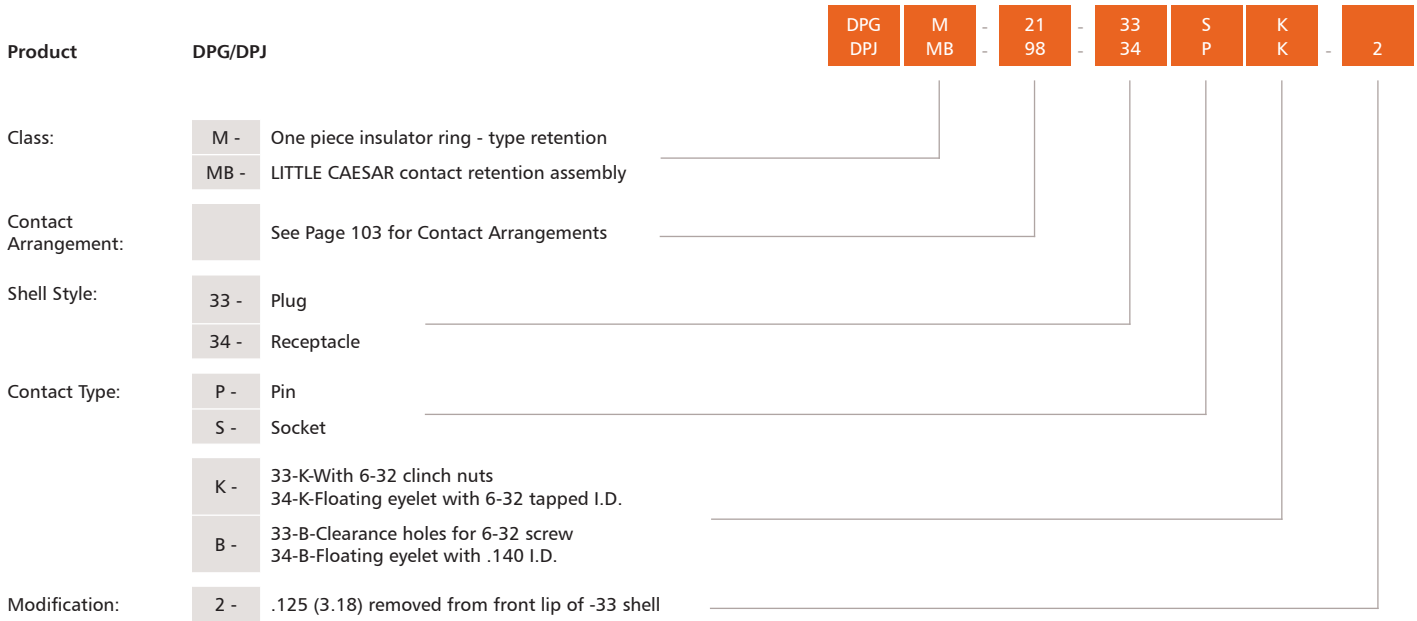 DPG M - 21 - 33 S K
DPJ MB - 98 - 34 P K - 2
Product DPG/DPJ
Class:
M - One piece insulator ring - type retention
MB - LITTLE CAESAR contact retention assembly
Contact
Arrangement:
See Page 103 for Contact Arrangements
Shell Style:
33 - Plug
34 - Receptacle
Contact Type:
P - Pin
S - Socket
K -
33-K-With 6-32 clinch nuts
34-K-Floating eyelet with 6-32 tapped I.D.
B -
33-B-Clearance holes for 6-32 screw
34-B-Floating eyelet with .140 I.D.
Modification: 2 - .125 (3.18) removed from front lip of -33 shell